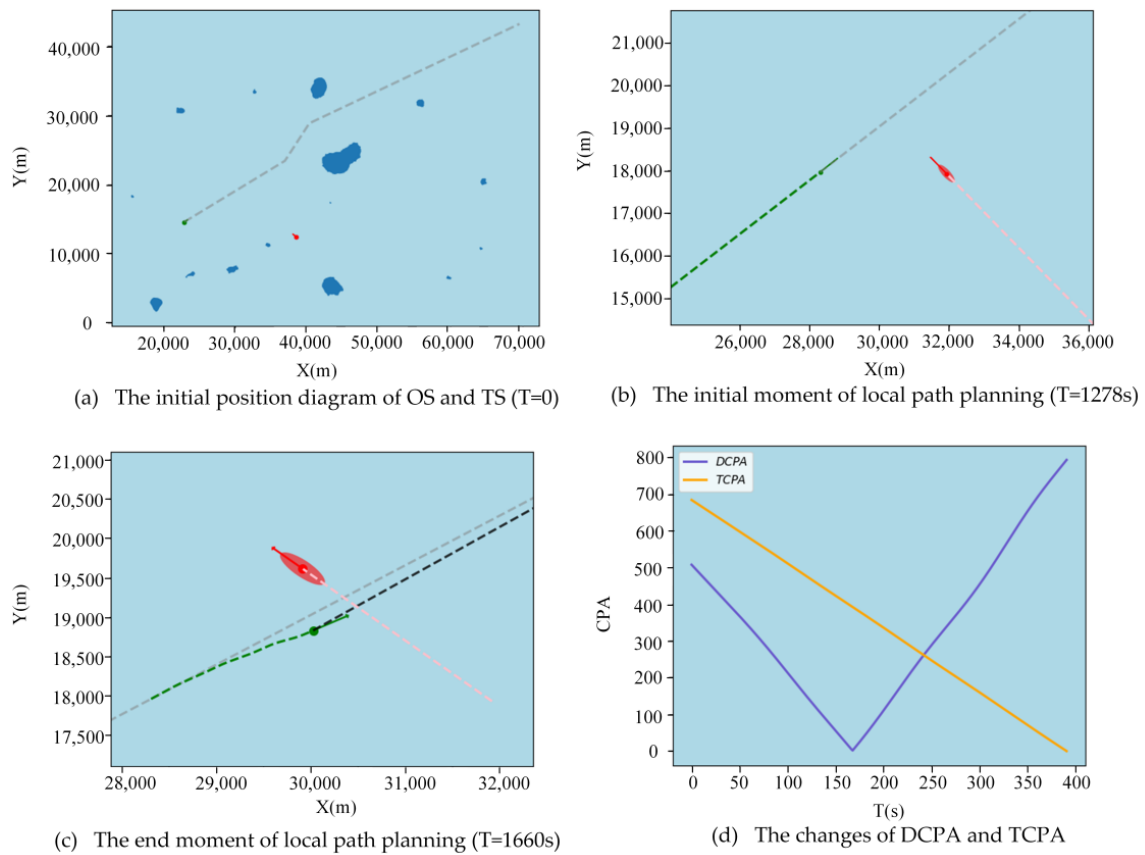 40,000
30,000
20,000
10,000
0
Y(m)
20,000 30,000 40,000 50,000 60,000 70,000
X(m)
(a) The initial position diagram of OS and TS (T=0)
21,000
20,000
19,000
18,000
17,000
16,000
15,000
Y(m)
26,000 28,000 30,000 32,000 34,000 36,000
X(m)
(b) The initial moment of local path planning (T=1278s)
21,000
20,500
20,000
19,500
19,000
18,500
18,000
17,500
Y(m)
28,000 29,000 30,000 31,000 32,000
X(m)
(c) The end moment of local path planning (T=1660s)
DCPA
TCPA
800
700
600
500
400
300
200
100
0
CPA
0 50 100 150 200 250 300 350 400
T(s)
(d) The changes of DCPA and TCPA